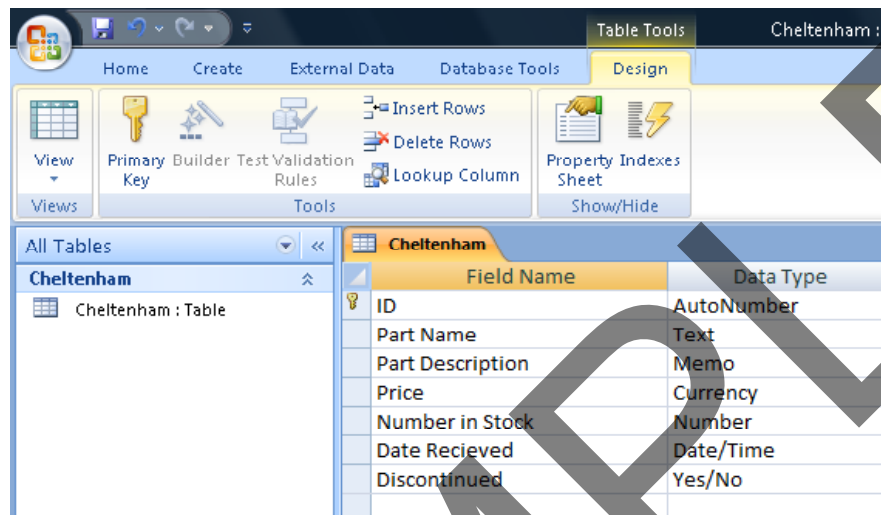 Table Tools Cheltenham :
Home Create External Data Database Tools Design
View
Primary Key
Builder
Test Validation Rules
Insert Rows
Delete Rows
Lookup Column
Property Sheet
Indexes
Views Tools Show/Hide
All Tables
Cheltenham
Cheltenham : Table
Cheltenham
Field Name Data Type
ID AutoNumber
Part Name Text
Part Description Memo
Price Currency
Number in Stock Number
Date Recieved Date/Time
Discontinued Yes/No